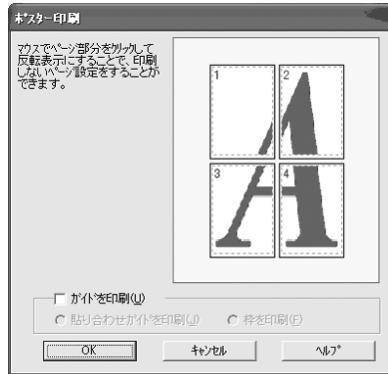 ポスター印刷
マウスでページ部分をクリックして
反転表示にすることで、印刷
しないページ設定をすることが
できます。
1
2
3
4
A
ガイドを印刷(U)
貼り合わせガイドを印刷(J)
枠を印刷(F)
OK
キャンセル
ヘルプ